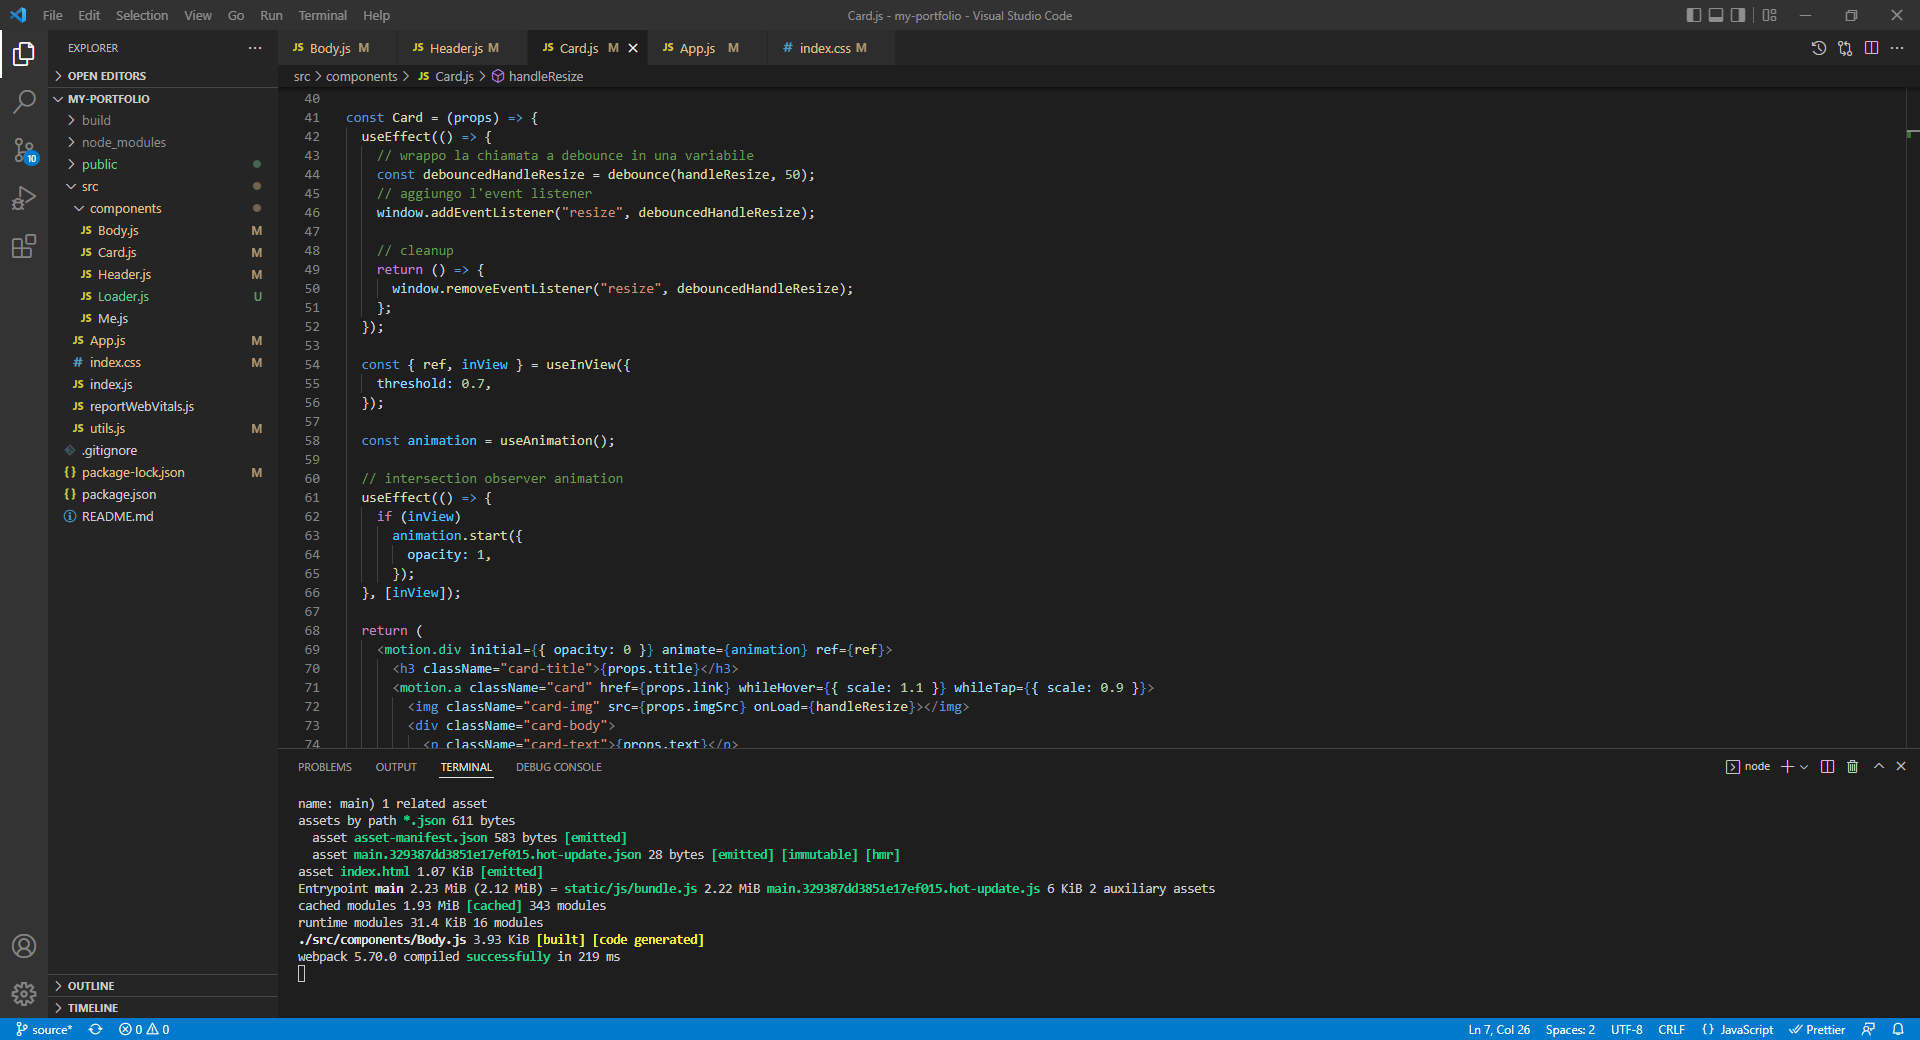 File Edit Selection View Go Run Terminal Help
Card.js - my-portfolio - Visual Studio Code
EXPLORER
OPEN EDITORS
MY-PORTFOLIO
build
node_modules
public
src
components
JS Body.js M
JS Card.js M
JS Header.js M
JS Loader.js U
JS Me.js
JS App.js M
# index.css M
JS index.js
JS reportWebVitals.js
JS utils.js M
.gitignore
{} package-lock.json M
{} package.json
README.md
OUTLINE
TIMELINE
10
JS Body.js M JS Header.js M JS Card.js M JS App.js M # index.css M
src > components > JS Card.js > handleResize
40
41 const Card = (props) => {
42 useEffect(() => {
43 // wrappo la chiamata a debounce in una variabile
44 const debouncedHandleResize = debounce(handleResize, 50);
45 // aggiungo l'event listener
46 window.addEventListener("resize", debouncedHandleResize);
47
48 // cleanup
49 return () => {
50 window.removeEventListener("resize", debouncedHandleResize);
51 };
52 });
53
54 const { ref, inView } = useInView({
55 threshold: 0.7,
56 });
57
58 const animation = useAnimation();
59
60 // intersection observer animation
61 useEffect(() => {
62 if (inView)
63 animation.start({
64 opacity: 1,
65 });
66 }, [inView]);
67
68 return (
69 <motion.div initial={{ opacity: 0 }} animate={animation} ref={ref}>
70 <h3 className="card-title">{props.title}</h3>
71 <motion.a className="card" href={props.link} whileHover={{ scale: 1.1 }} whileTap={{ scale: 0.9 }}>
72 <img className="card-img" src={props.imgSrc} onLoad={handleResize}></img>
73 <div className="card-body">
74 <p className="card-text">{props.text}</p>
PROBLEMS OUTPUT TERMINAL DEBUG CONSOLE
node
name: main) 1 related asset
assets by path *.json 611 bytes
asset asset-manifest.json 583 bytes [emitted]
asset main.329387dd3851e17ef015.hot-update.json 28 bytes [emitted] [immutable] [hmr]
asset index.html 1.07 KiB [emitted]
Entrypoint main 2.23 MiB (2.12 MiB) = static/js/bundle.js 2.22 MiB main.329387dd3851e17ef015.hot-update.js 6 KiB 2 auxiliary assets
cached modules 1.93 MiB [cached] 343 modules
runtime modules 31.4 KiB 16 modules
./src/components/Body.js 3.93 KiB [built] [code generated]
webpack 5.70.0 compiled successfully in 219 ms
source* 0 0
Ln 7, Col 26 Spaces: 2 UTF-8 CRLF {} JavaScript Prettier